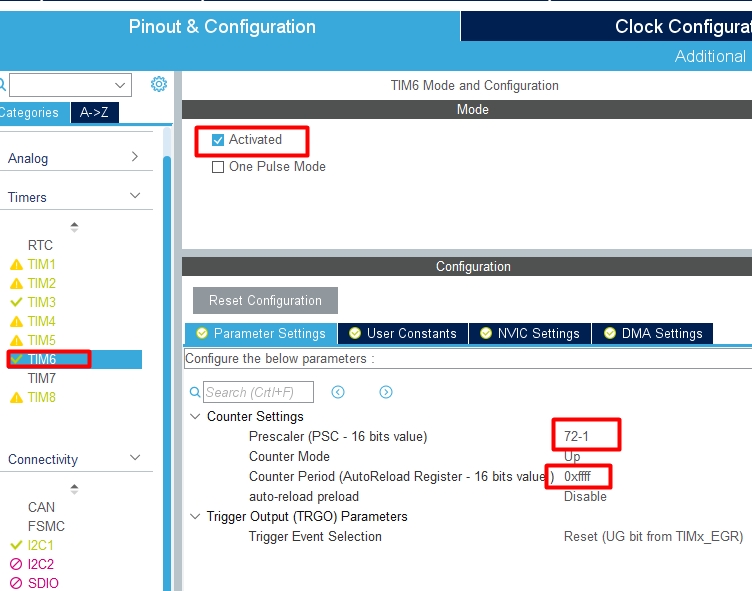 Pinout & Configuration
Clock Configurat
Additional
TIM6 Mode and Configuration
Categories
A->Z
Mode
Activated
One Pulse Mode
Analog
Timers
RTC
TIM1
TIM2
TIM3
TIM4
TIM5
TIM6
TIM7
TIM8
Connectivity
CAN
FSMC
I2C1
I2C2
SDIO
Configuration
Reset Configuration
Parameter Settings
User Constants
NVIC Settings
DMA Settings
Configure the below parameters :
Search (CrtI+F)
Counter Settings
Prescaler (PSC - 16 bits value) 72-1
Counter Mode Up
Counter Period (AutoReload Register - 16 bits value ) 0xffff
auto-reload preload Disable
Trigger Output (TRGO) Parameters
Trigger Event Selection Reset (UG bit from TIMx_EGR)